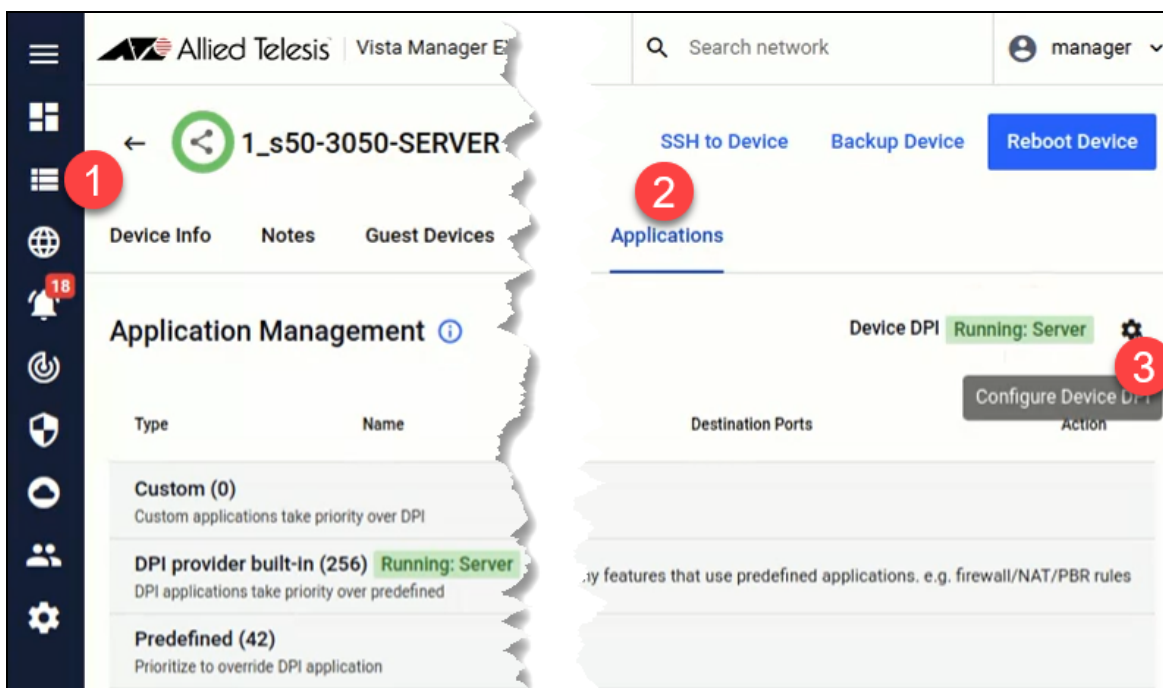 Allied Telesis Vista Manager E
Search network
manager
1_s50-3050-SERVER
SSH to Device
Backup Device
Reboot Device
1
2
Device Info
Notes
Guest Devices
Applications
18
Application Management
Device DPI Running: Server
3
Configure Device DPI
Type
Name
Destination Ports
Action
Custom (0)
Custom applications take priority over DPI
DPI provider built-in (256) Running: Server
DPI applications take priority over predefined
features that use predefined applications. e.g. firewall/NAT/PBR rules
Predefined (42)
Prioritize to override DPI application